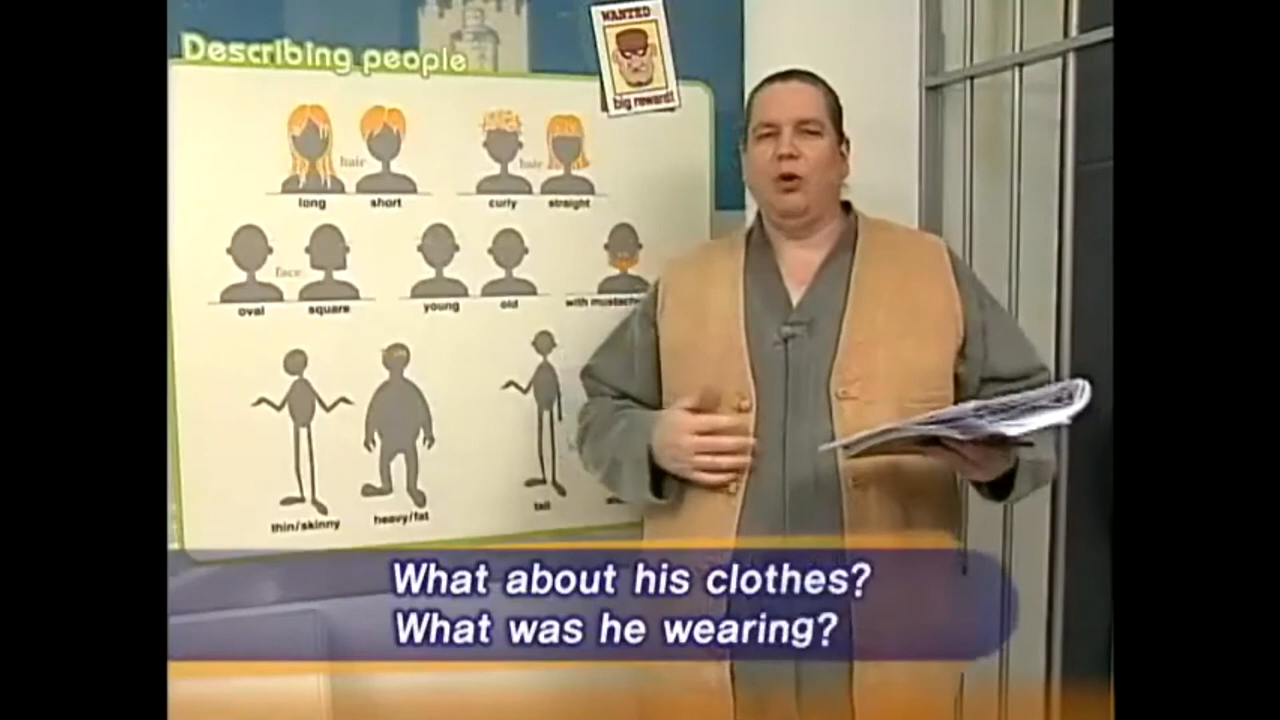 Describing people
WANTED
big reward!
hair
hair
long
short
curly
straight
face
oval
square
young
old
with mustache
thin/skinny
heavy/fat
tall
What about his clothes?
What was he wearing?